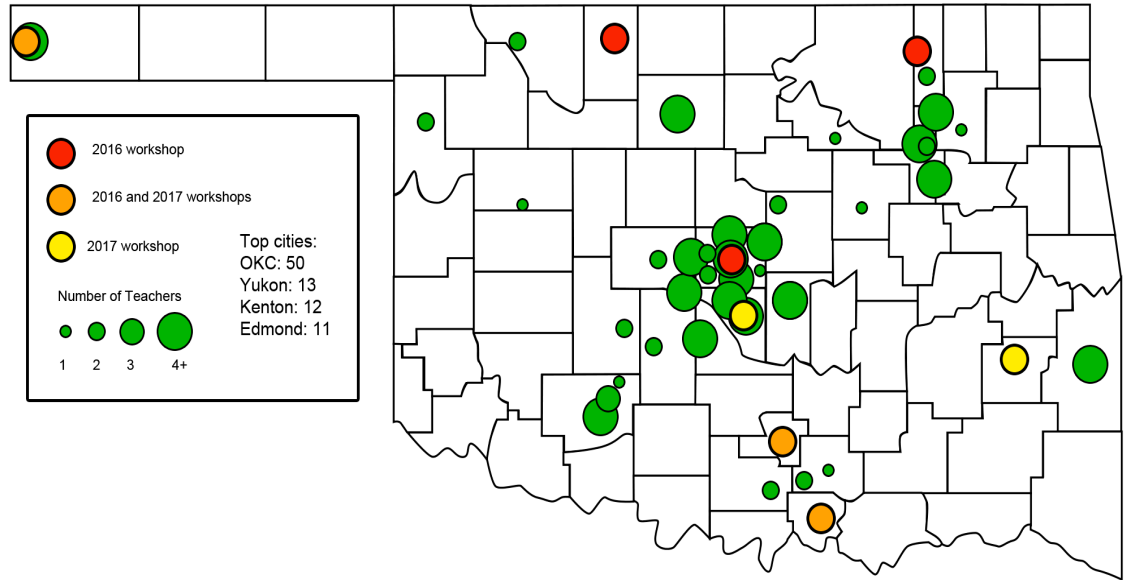 2016 workshop
2016 and 2017 workshops
2017 workshop
Top cities:
OKC: 50
Yukon: 13
Kenton: 12
Edmond: 11
Number of Teachers
1 2 3 4+